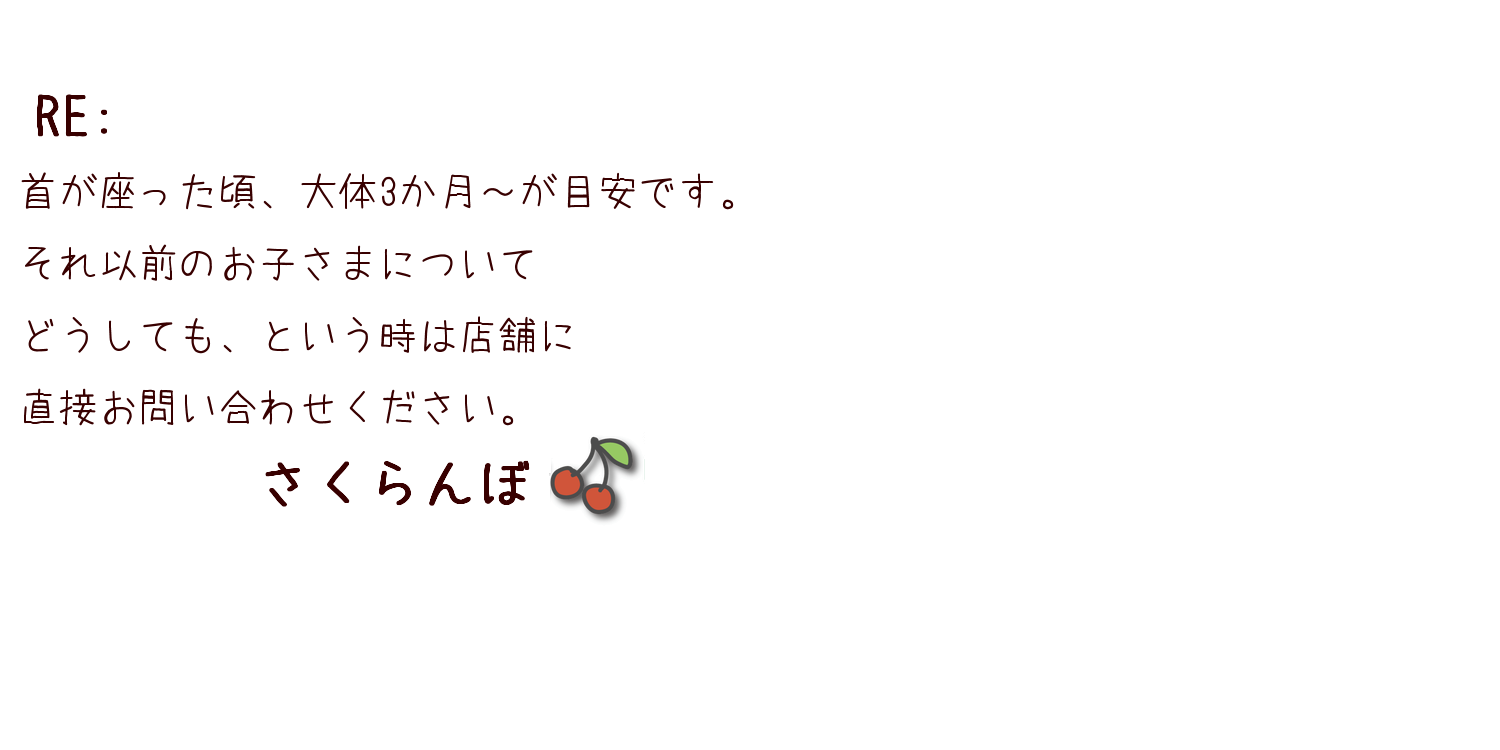 RE:
首が座った頃、大体3か月～が目安です。
それ以前のお子さまについて
どうしても、という時は店舗に
直接お問い合わせください。
さくらんぼ